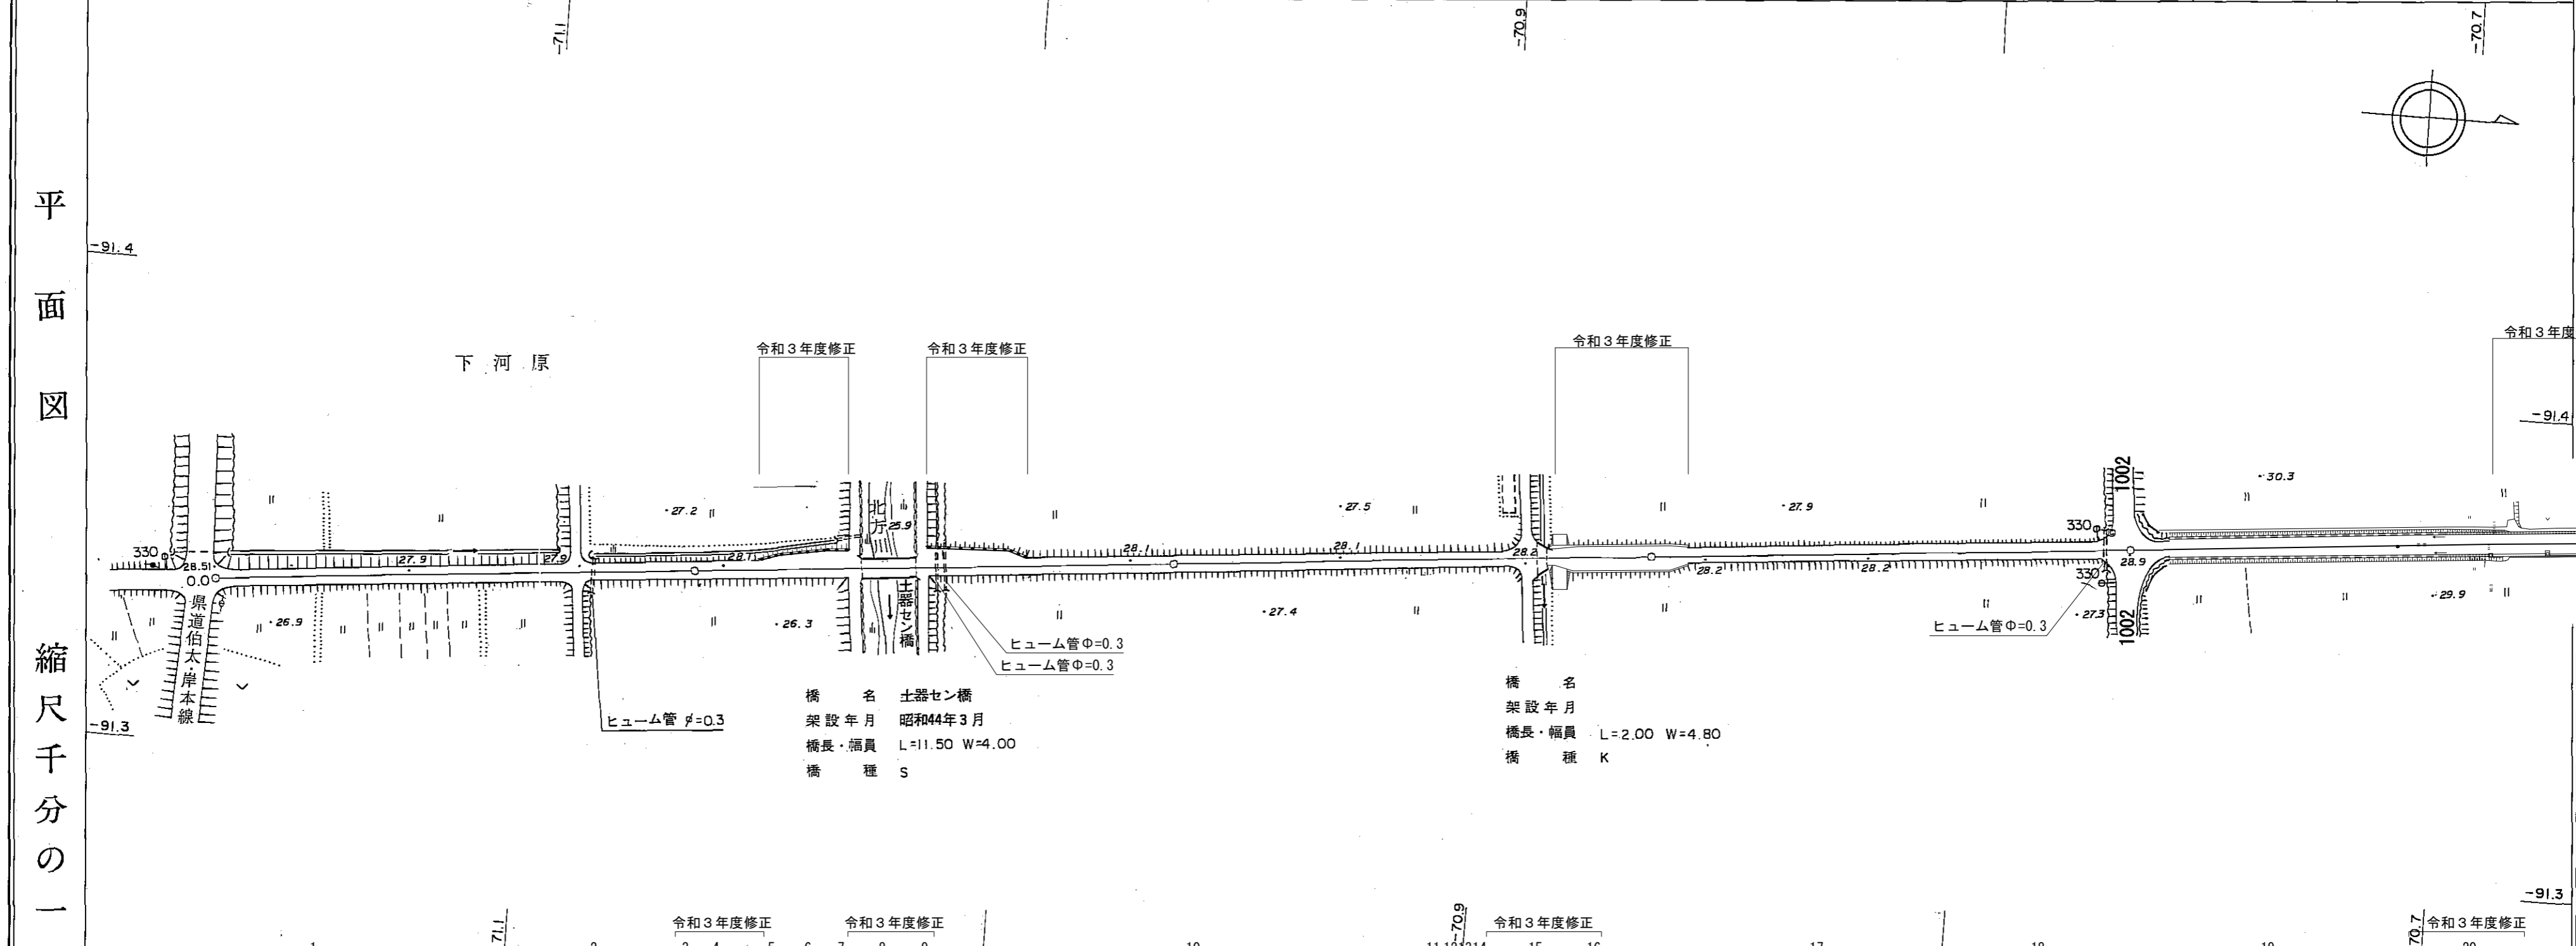 平面図
縮尺千分の一
-71.1
-70.9
-70.7
-91.4
下河原
令和3年度修正
令和3年度修正
令和3年度修正
令和3年度
-91.4
330
28.51
0.0
27.9
27.9
・27.2
28.1
北方
25.9
28.1
・27.5
28.1
28.2
・27.9
28.2
28.2
330
330
1002
1002
28.9
・30.3
・29.9
・27.3
県道伯太・岸本線
・26.9
・26.3
土器セン橋
・27.4
ヒューム管Φ=0.3
ヒューム管Φ=0.3
ヒューム管Φ=0.3
ヒューム管 φ=0.3
橋名 土器セン橋
架設年月 昭和44年3月
橋長・幅員 L=11.50 W=4.00
橋種 S
橋名
架設年月
橋長・幅員 L=2.00 W=4.80
橋種 K
-91.3
-91.3
71.1
-70.9
70.7
令和3年度修正
令和3年度修正
令和3年度修正
令和3年度修正